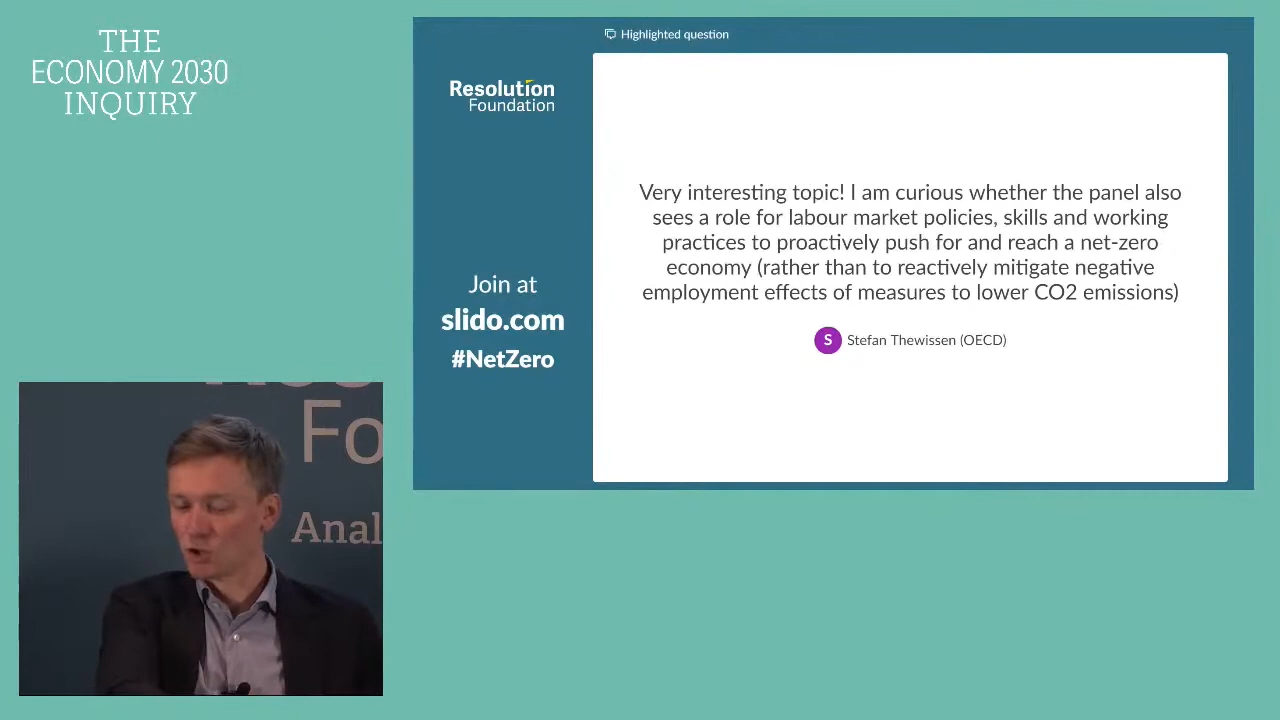 THE
ECONOMY 2030
INQUIRY
Highlighted question
Resolution
Foundation
Very interesting topic! I am curious whether the panel also
sees a role for labour market policies, skills and working
practices to proactively push for and reach a net-zero
economy (rather than to reactively mitigate negative
employment effects of measures to lower CO2 emissions)
S Stefan Thewissen (OECD)
Join at
slido.com
#NetZero
Fo
Anal